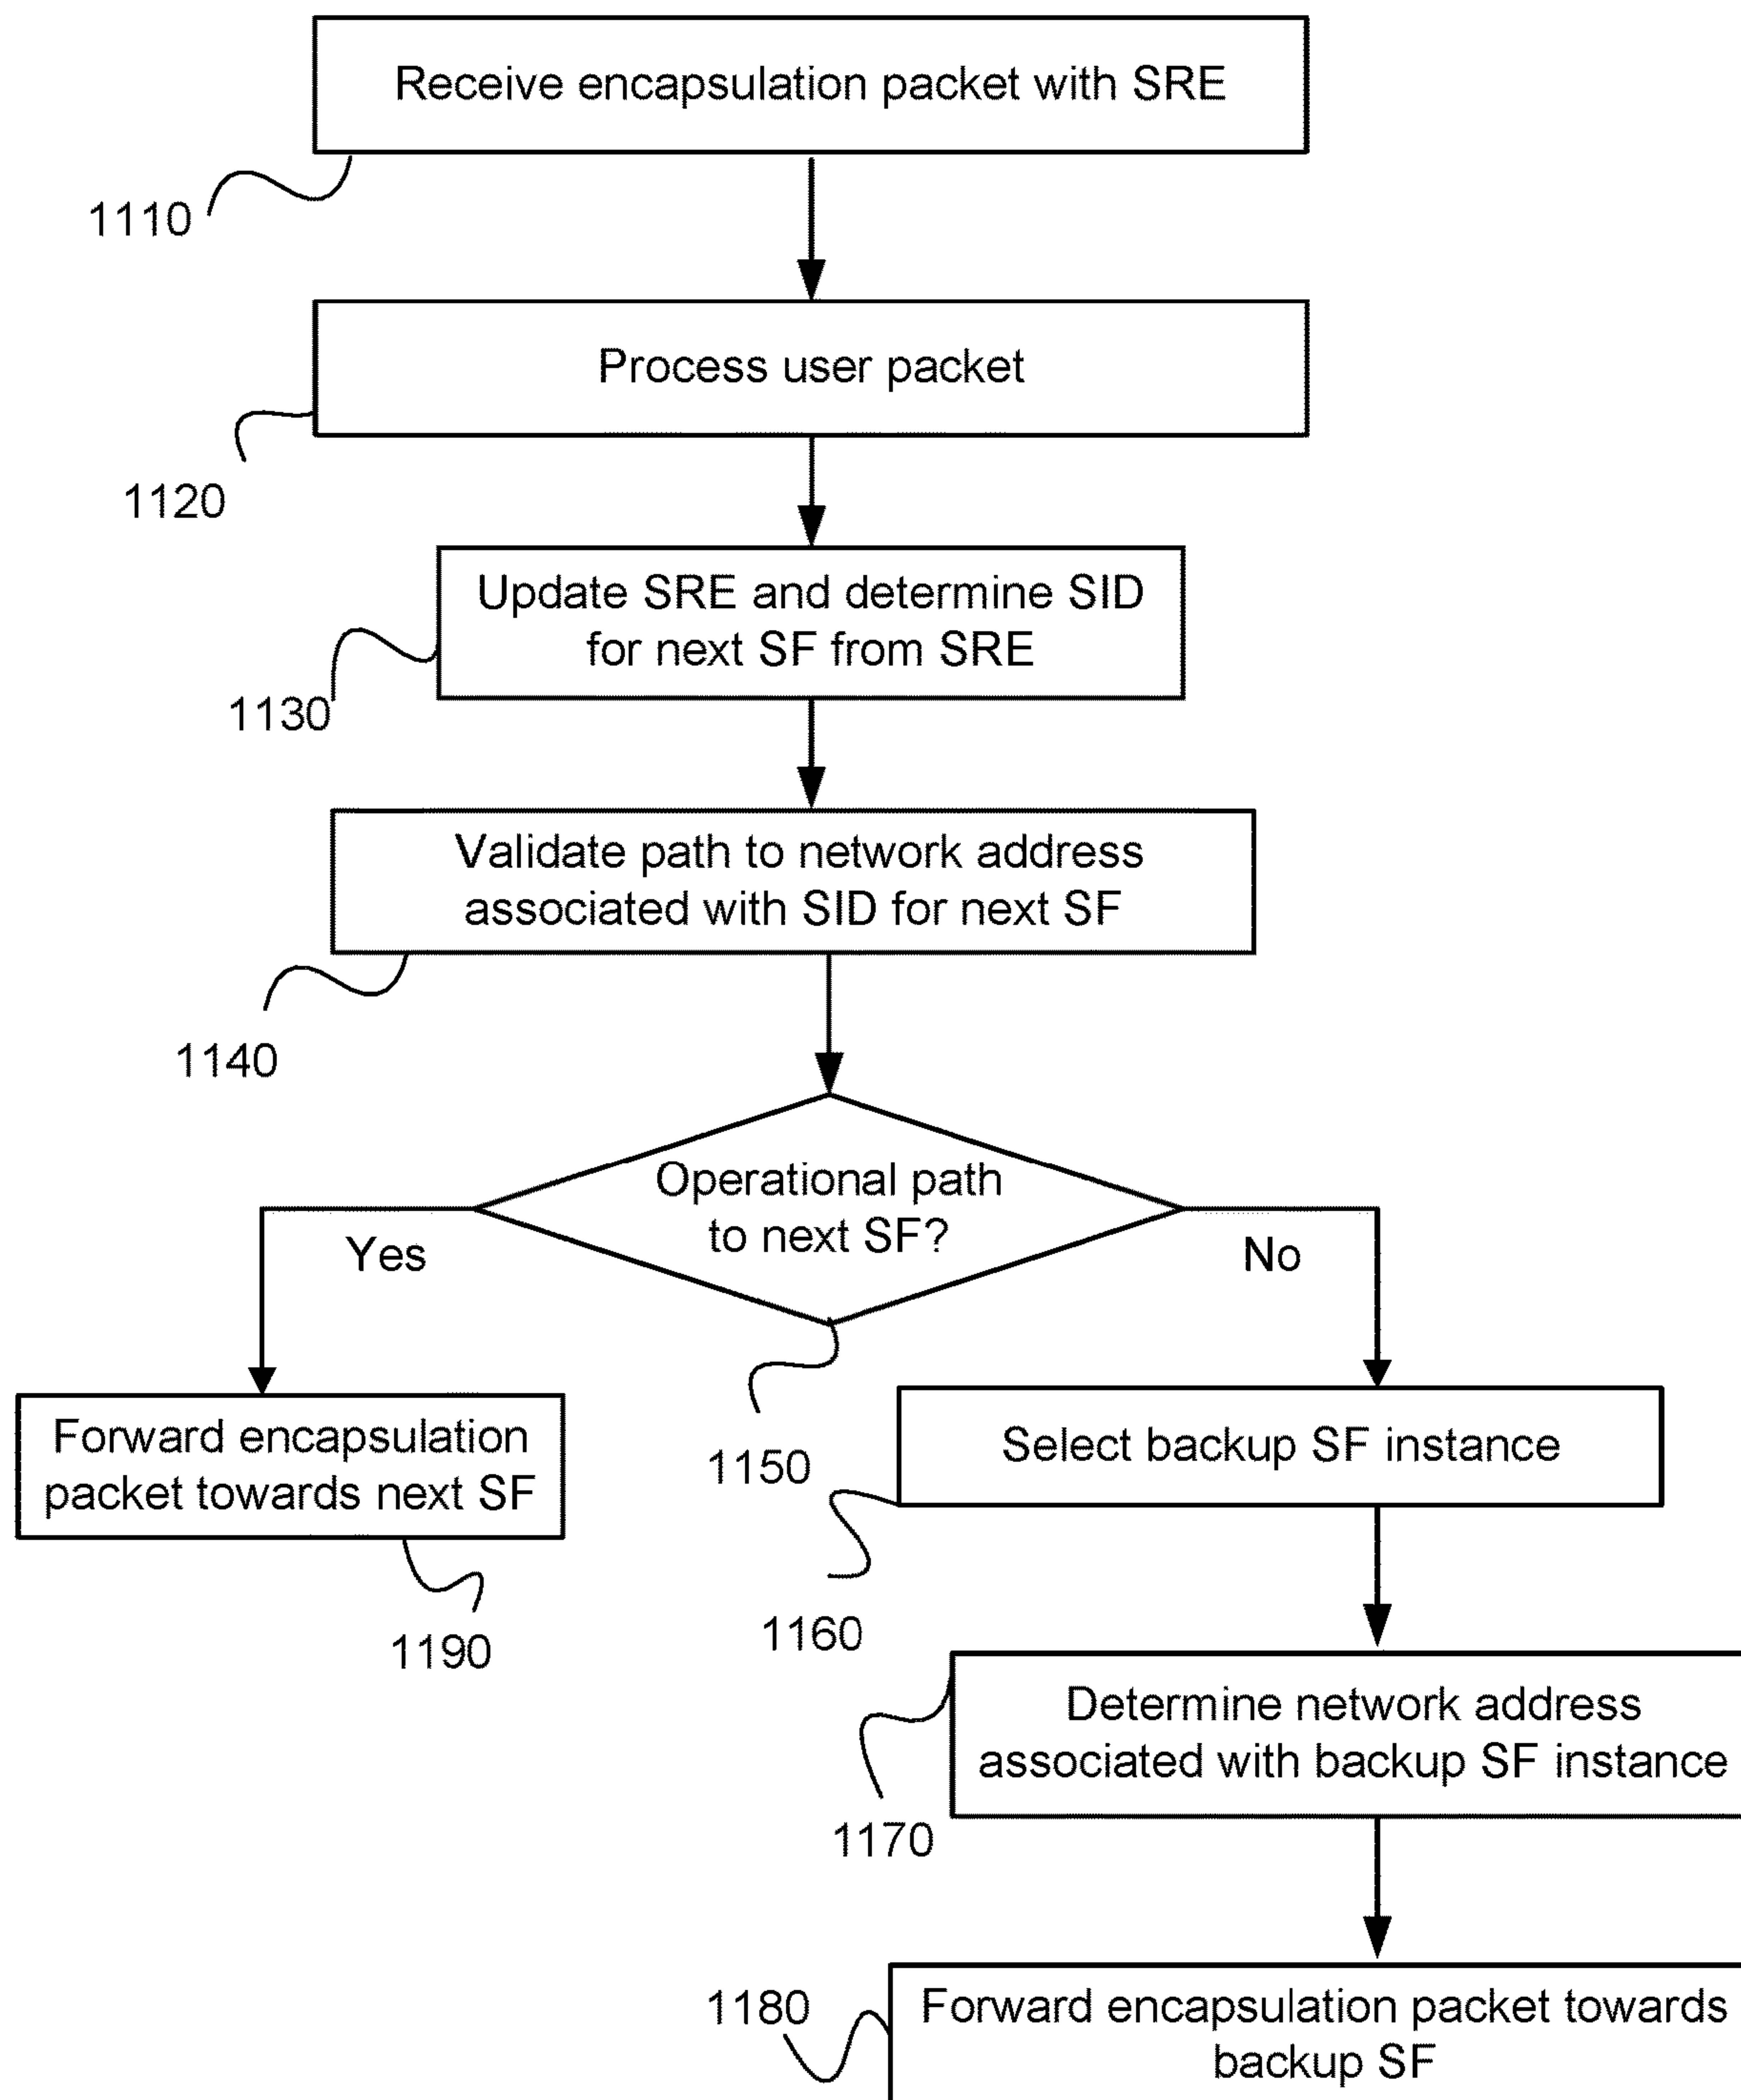 Receive encapsulation packet with SRE
1110
Process user packet
1120
Update SRE and determine SID
for next SF from SRE
1130
Validate path to network address
associated with SID for next SF
1140
Operational path
to next SF?
Yes
No
1150
Forward encapsulation
packet towards next SF
1190
Select backup SF instance
1160
Determine network address
associated with backup SF instance
1170
1180
Forward encapsulation packet towards
backup SF